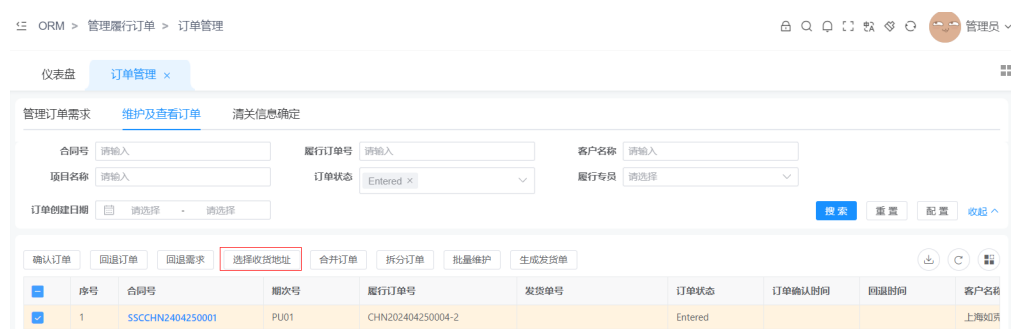 ORM > 管理履行订单 > 订单管理 管理员
仪表盘 订单管理 ×
管理订单需求 维护及查看订单 清关信息确定
合同号 请输入 履行订单号 请输入 客户名称 请输入
项目名称 请输入 订单状态 Entered × 履行专员 请选择
订单创建日期 请选择 - 请选择 搜索 重置 配置 收起
确认订单 回退订单 回退需求 选择收货地址 合并订单 拆分订单 批量维护 生成发货单
序号 合同号 期次号 履行订单号 发货单号 订单状态 订单确认时间 回退时间 客户名称
1 SSCCHN2404250001 PU01 CHN202404250004-2 Entered 上海如克